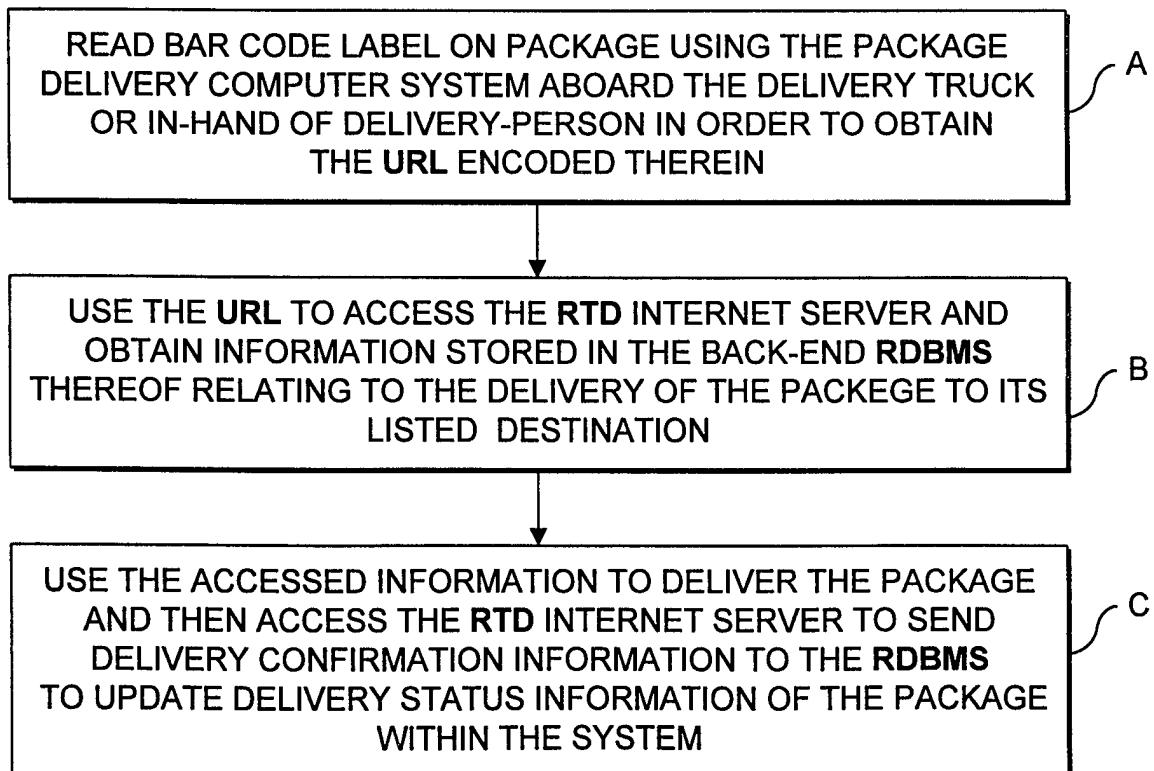 READ BAR CODE LABEL ON PACKAGE USING THE PACKAGE
DELIVERY COMPUTER SYSTEM ABOARD THE DELIVERY TRUCK
OR IN-HAND OF DELIVERY-PERSON IN ORDER TO OBTAIN
THE URL ENCODED THEREIN
A
USE THE URL TO ACCESS THE RTD INTERNET SERVER AND
OBTAIN INFORMATION STORED IN THE BACK-END RDBMS
THEREOF RELATING TO THE DELIVERY OF THE PACKEGE TO ITS
LISTED DESTINATION
B
USE THE ACCESSED INFORMATION TO DELIVER THE PACKAGE
AND THEN ACCESS THE RTD INTERNET SERVER TO SEND
DELIVERY CONFIRMATION INFORMATION TO THE RDBMS
TO UPDATE DELIVERY STATUS INFORMATION OF THE PACKAGE
WITHIN THE SYSTEM
C